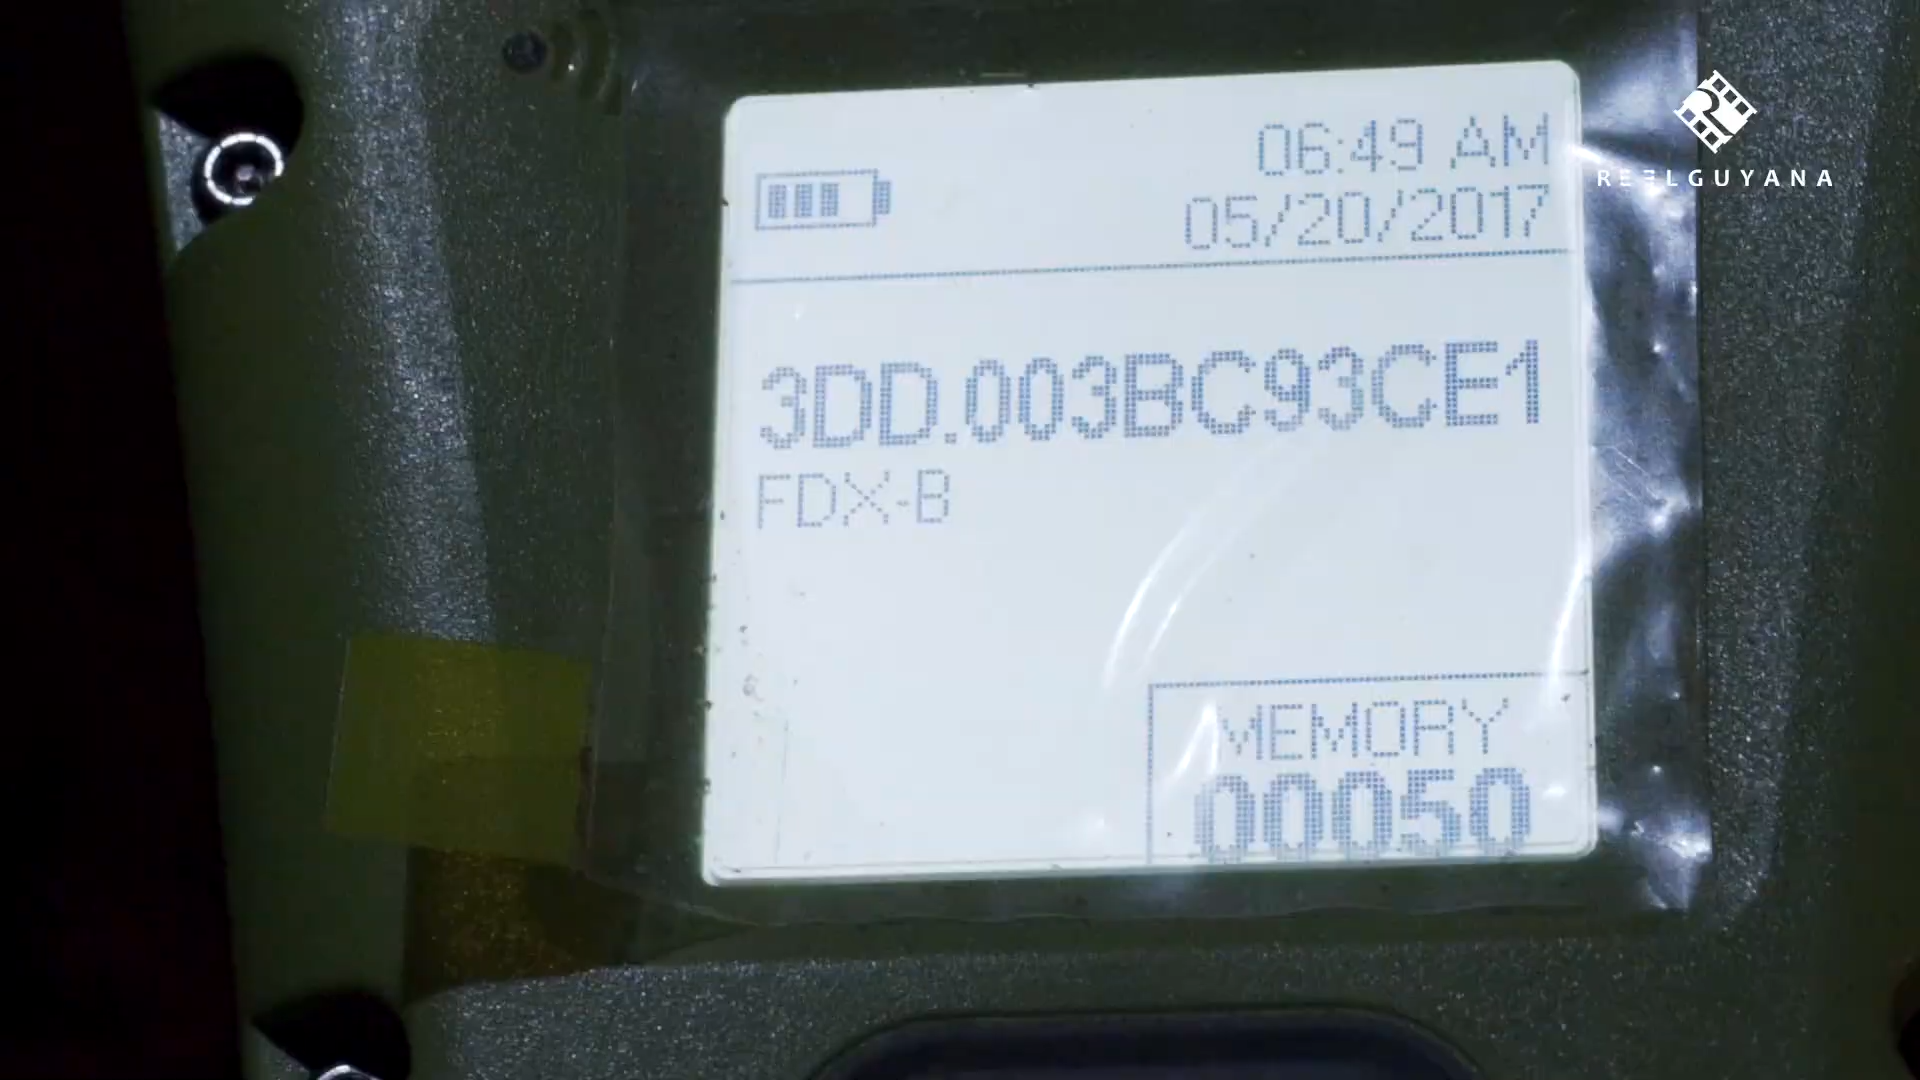 06:49 AM
05/20/2017
3DD.003BC93CE1
FDX-B
MEMORY
00050
REELGUYANA